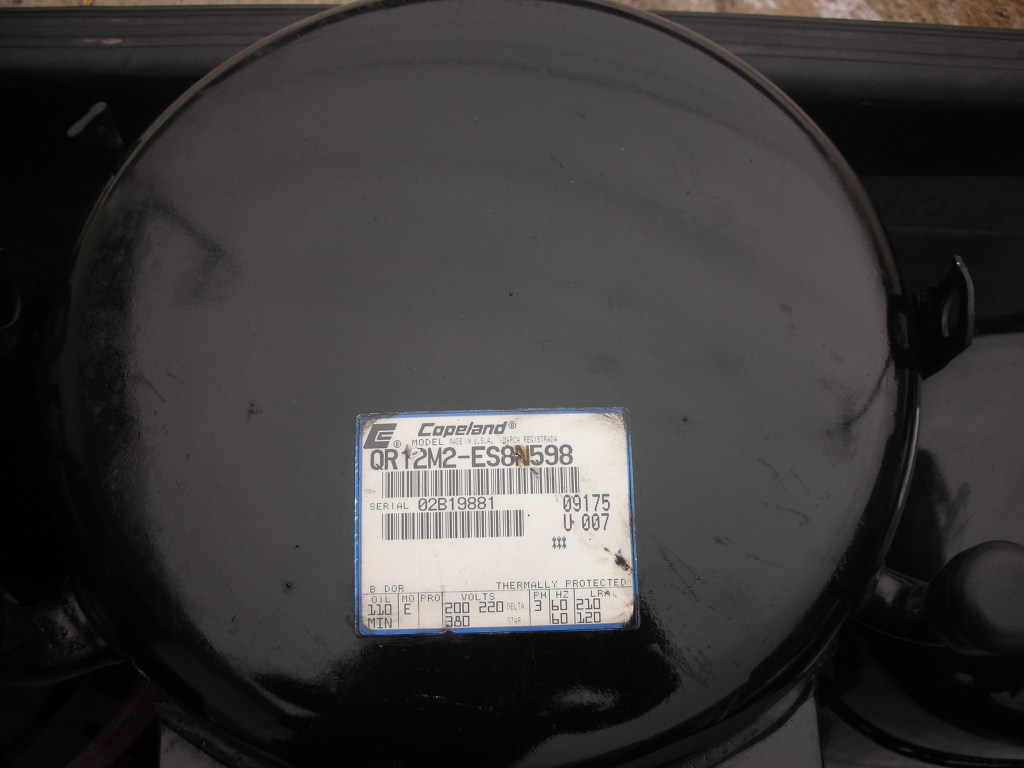 Copeland®
® MODEL MADE IN U.S.A. MARCA REGISTRADA
QR12M2-ES8N598
SERIAL 02B19881 09175
U 007
B DOR THERMALLY PROTECTED
OIL MO PRO VOLTS PH HZ LRA
110 E 200 220 DELTA 3 60 210
MIN 380 STAR 60 120